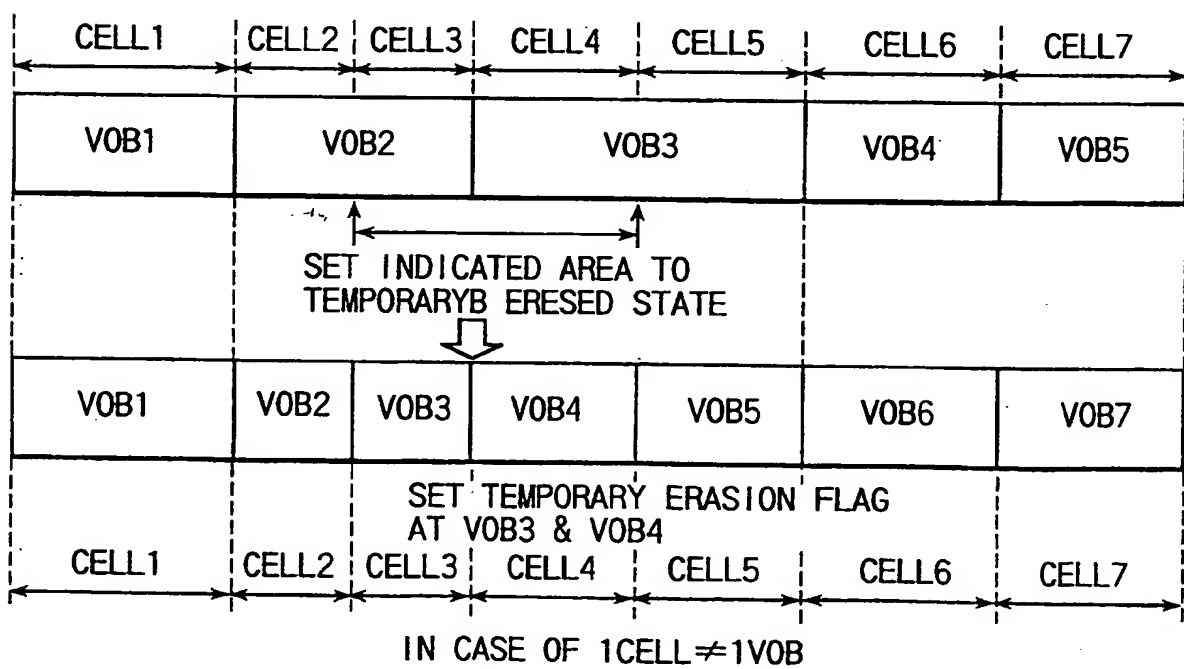 CELL1 CELL2 CELL3 CELL4 CELL5 CELL6 CELL7
VOB1 VOB2 VOB3 VOB4 VOB5
SET INDICATED AREA TO
TEMPORARYB ERESED STATE
VOB1 VOB2 VOB3 VOB4 VOB5 VOB6 VOB7
SET TEMPORARY ERASION FLAG
AT VOB3 & VOB4
CELL1 CELL2 CELL3 CELL4 CELL5 CELL6 CELL7
IN CASE OF 1CELL≠1VOB